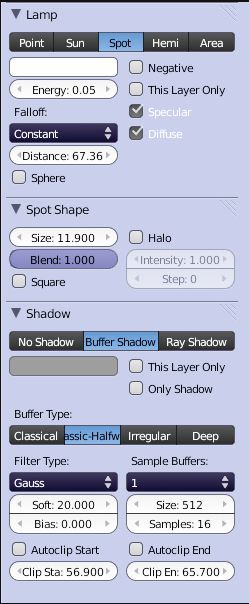 Lamp
Point Sun Spot Hemi Area
Negative
Energy: 0.05 This Layer Only
Falloff: Specular
Constant Diffuse
Distance: 67.36
Sphere
Spot Shape
Size: 11.900 Halo
Blend: 1.000 Intensity: 1.000
Square Step: 0
Shadow
No Shadow Buffer Shadow Ray Shadow
This Layer Only
Only Shadow
Buffer Type:
Classical assic-Halfw Irregular Deep
Filter Type: Sample Buffers:
Gauss 1
Soft: 20.000 Size: 512
Bias: 0.000 Samples: 16
Autoclip Start Autoclip End
Clip Sta: 56.900 Clip En: 65.700